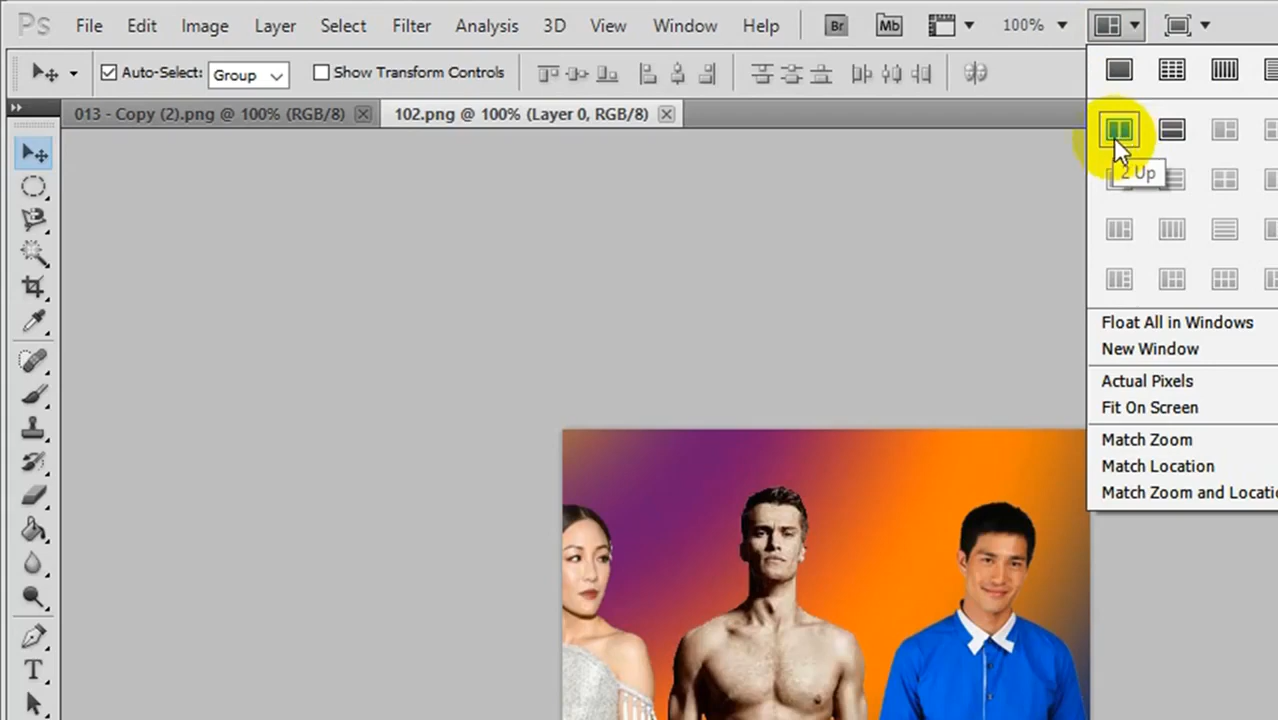 Ps File Edit Image Layer Select Filter Analysis 3D View Window Help Br Mb 100%
Auto-Select: Group Show Transform Controls
013 - Copy (2).png @ 100% (RGB/8) 102.png @ 100% (Layer 0, RGB/8)
2 Up
Float All in Windows
New Window
Actual Pixels
Fit On Screen
Match Zoom
Match Location
Match Zoom and Locatio
T